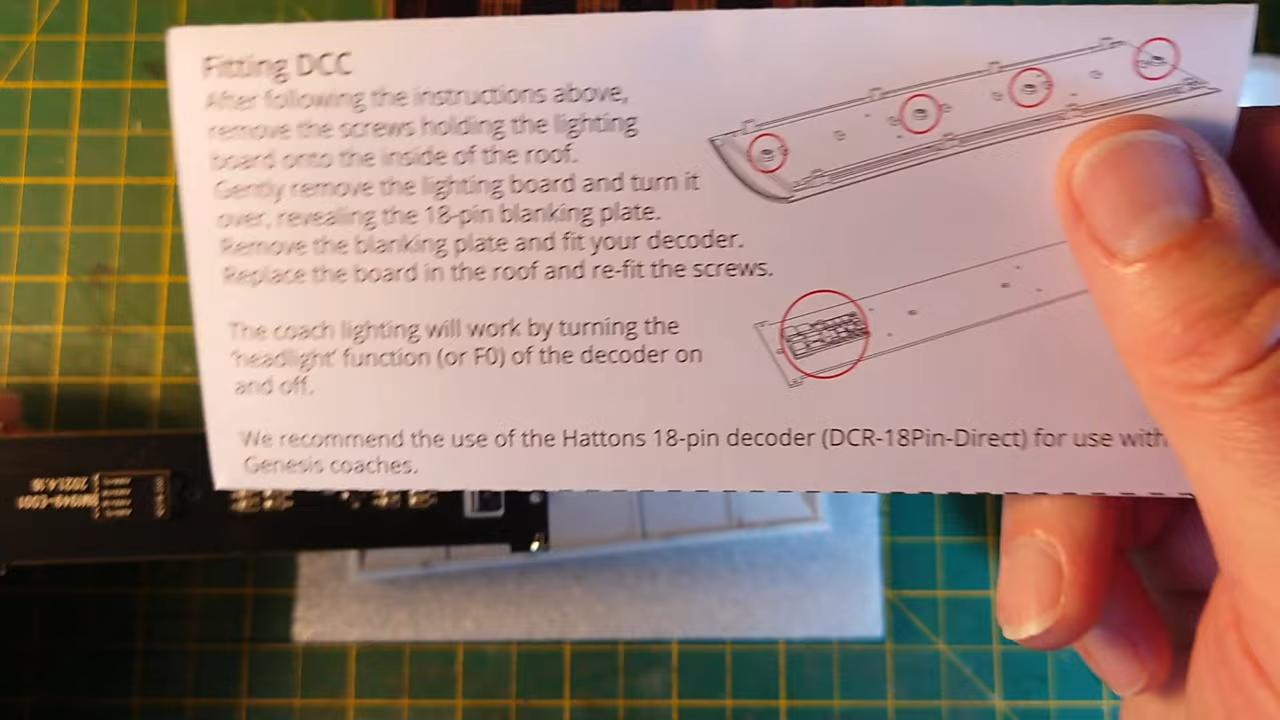 Fitting DCC
After following the instructions above,
remove the screws holding the lighting
board onto the inside of the roof.
Gently remove the lighting board and turn it
over, revealing the 18-pin blanking plate.
Remove the blanking plate and fit your decoder.
Replace the board in the roof and re-fit the screws.
The coach lighting will work by turning the
'headlight' function (or F0) of the decoder on
and off.
We recommend the use of the Hattons 18-pin decoder (DCR-18Pin-Direct) for use with
Genesis coaches.
2021.4.16